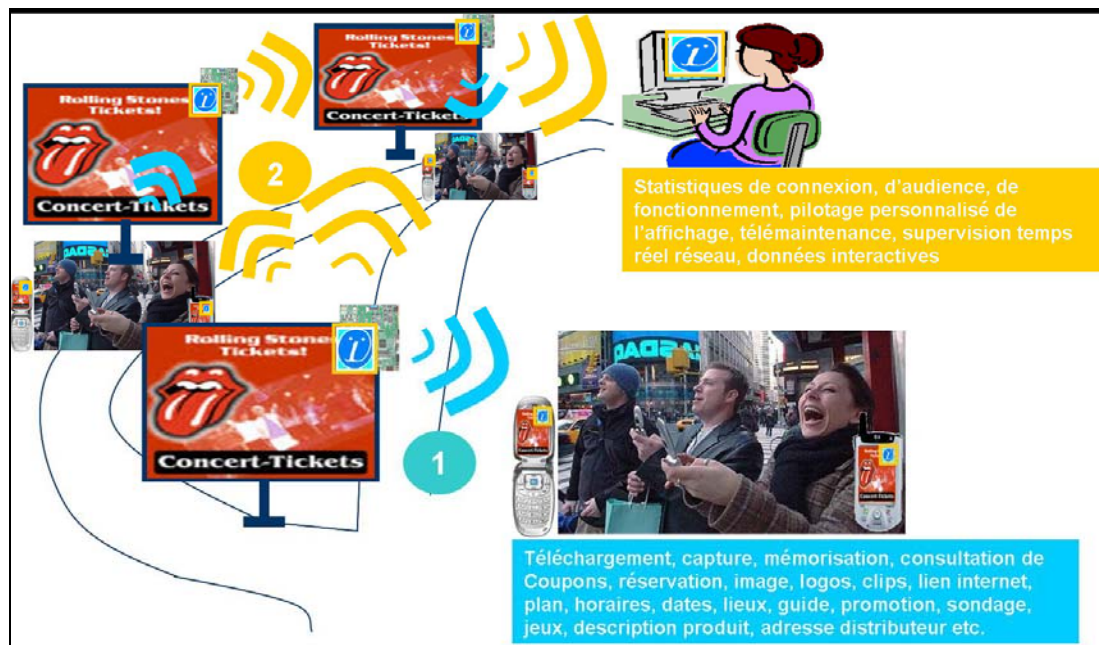 Rolling Stones
Tickets!
Concert-Tickets
Rolling Stones
Tickets!
Concert-Tickets
2
Statistiques de connexion, d'audience, de
fonctionnement, pilotage personnalisé de
l'affichage, télémaintenance, supervision temps
réel réseau, données interactives
Rolling Stones
Tickets!
Concert-Tickets
1
NASDAQ
Téléchargement, capture, mémorisation, consultation de
Coupons, réservation, image, logos, clips, lien internet,
plan, horaires, dates, lieux, guide, promotion, sondage,
jeux, description produit, adresse distributeur etc.